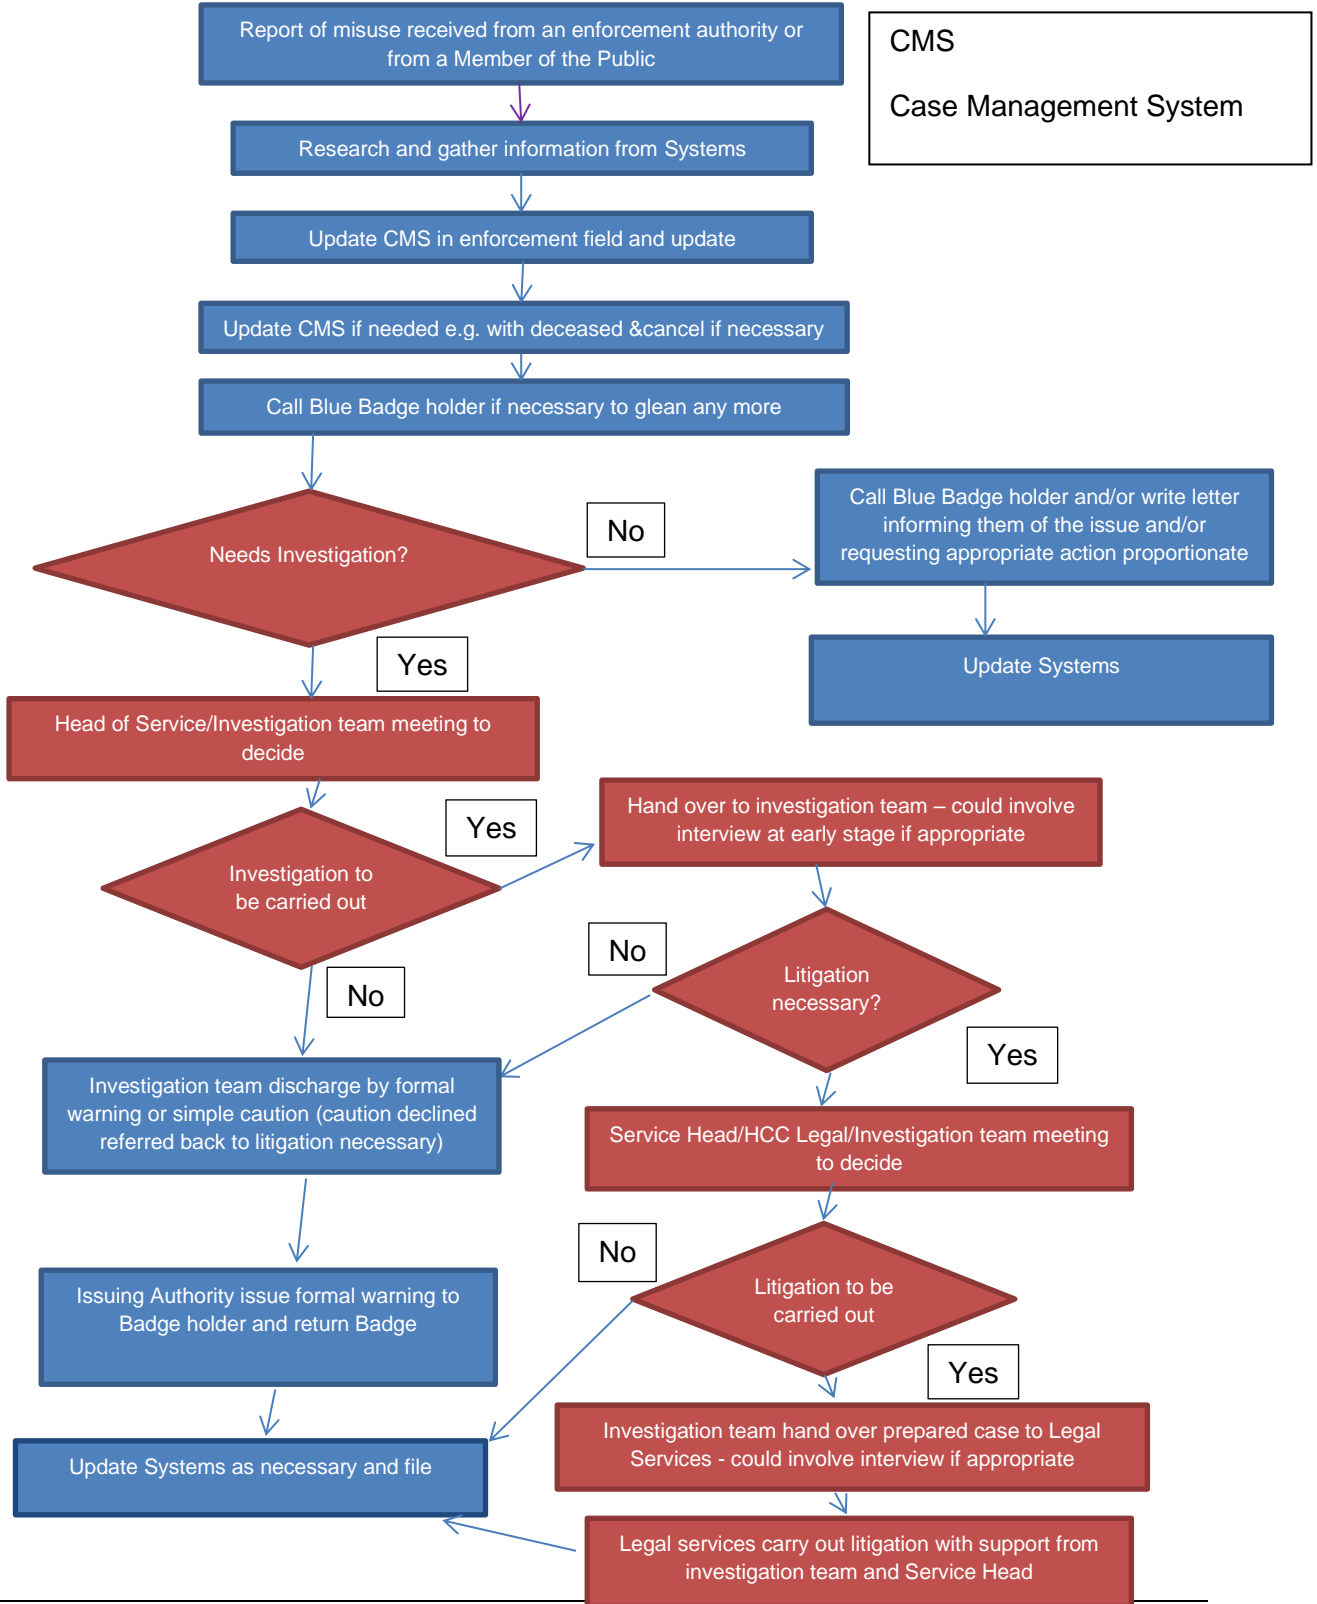 Report of misuse received from an enforcement authority or
from a Member of the Public
CMS
Case Management System
Research and gather information from Systems
Update CMS in enforcement field and update
Update CMS if needed e.g. with deceased &cancel if necessary
Call Blue Badge holder if necessary to glean any more
Needs Investigation?
No
Call Blue Badge holder and/or write letter
informing them of the issue and/or
requesting appropriate action proportionate
Yes
Update Systems
Head of Service/Investigation team meeting to
decide
Yes
Hand over to investigation team – could involve
interview at early stage if appropriate
Investigation to
be carried out
No
No
Litigation
necessary?
Yes
Investigation team discharge by formal
warning or simple caution (caution declined
referred back to litigation necessary)
Service Head/HCC Legal/Investigation team meeting
to decide
No
Litigation to be
carried out
Issuing Authority issue formal warning to
Badge holder and return Badge
Yes
Investigation team hand over prepared case to Legal
Services - could involve interview if appropriate
Update Systems as necessary and file
Legal services carry out litigation with support from
investigation team and Service Head